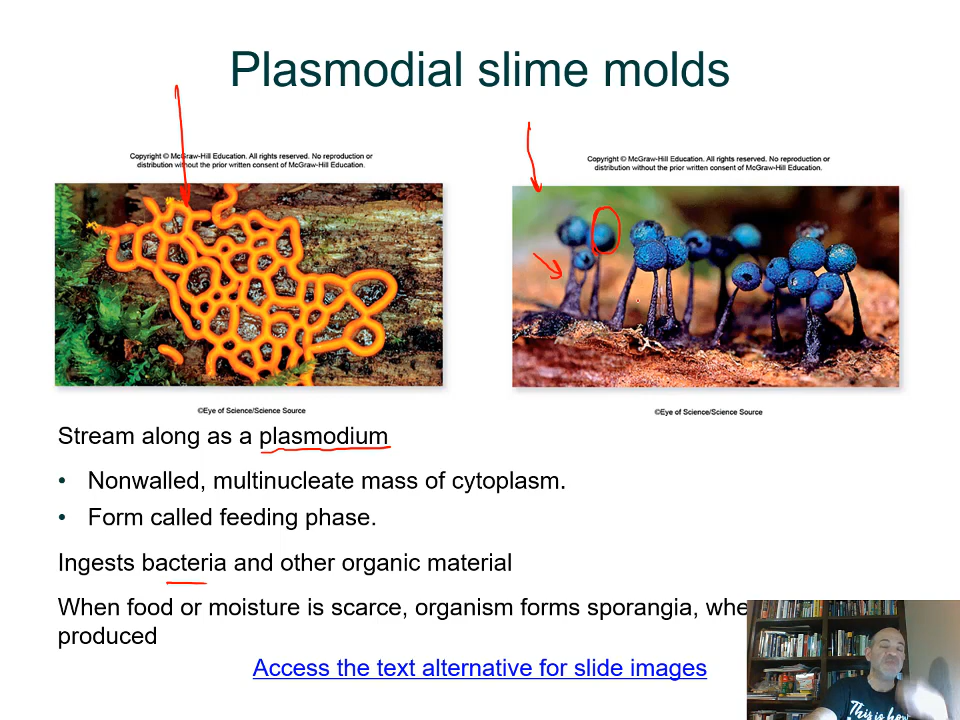 Plasmodial slime molds
Copyright © McGraw-Hill Education. All rights reserved. No reproduction or
distribution without the prior written consent of McGraw-Hill Education.
Copyright © McGraw-Hill Education. All rights reserved. No reproduction or
distribution without the prior written consent of McGraw-Hill Education.
©Eye of Science/Science Source
©Eye of Science/Science Source
Stream along as a plasmodium
• Nonwalled, multinucleate mass of cytoplasm.
• Form called feeding phase.
Ingests bacteria and other organic material
When food or moisture is scarce, organism forms sporangia, whe
produced
Access the text alternative for slide images
This is how